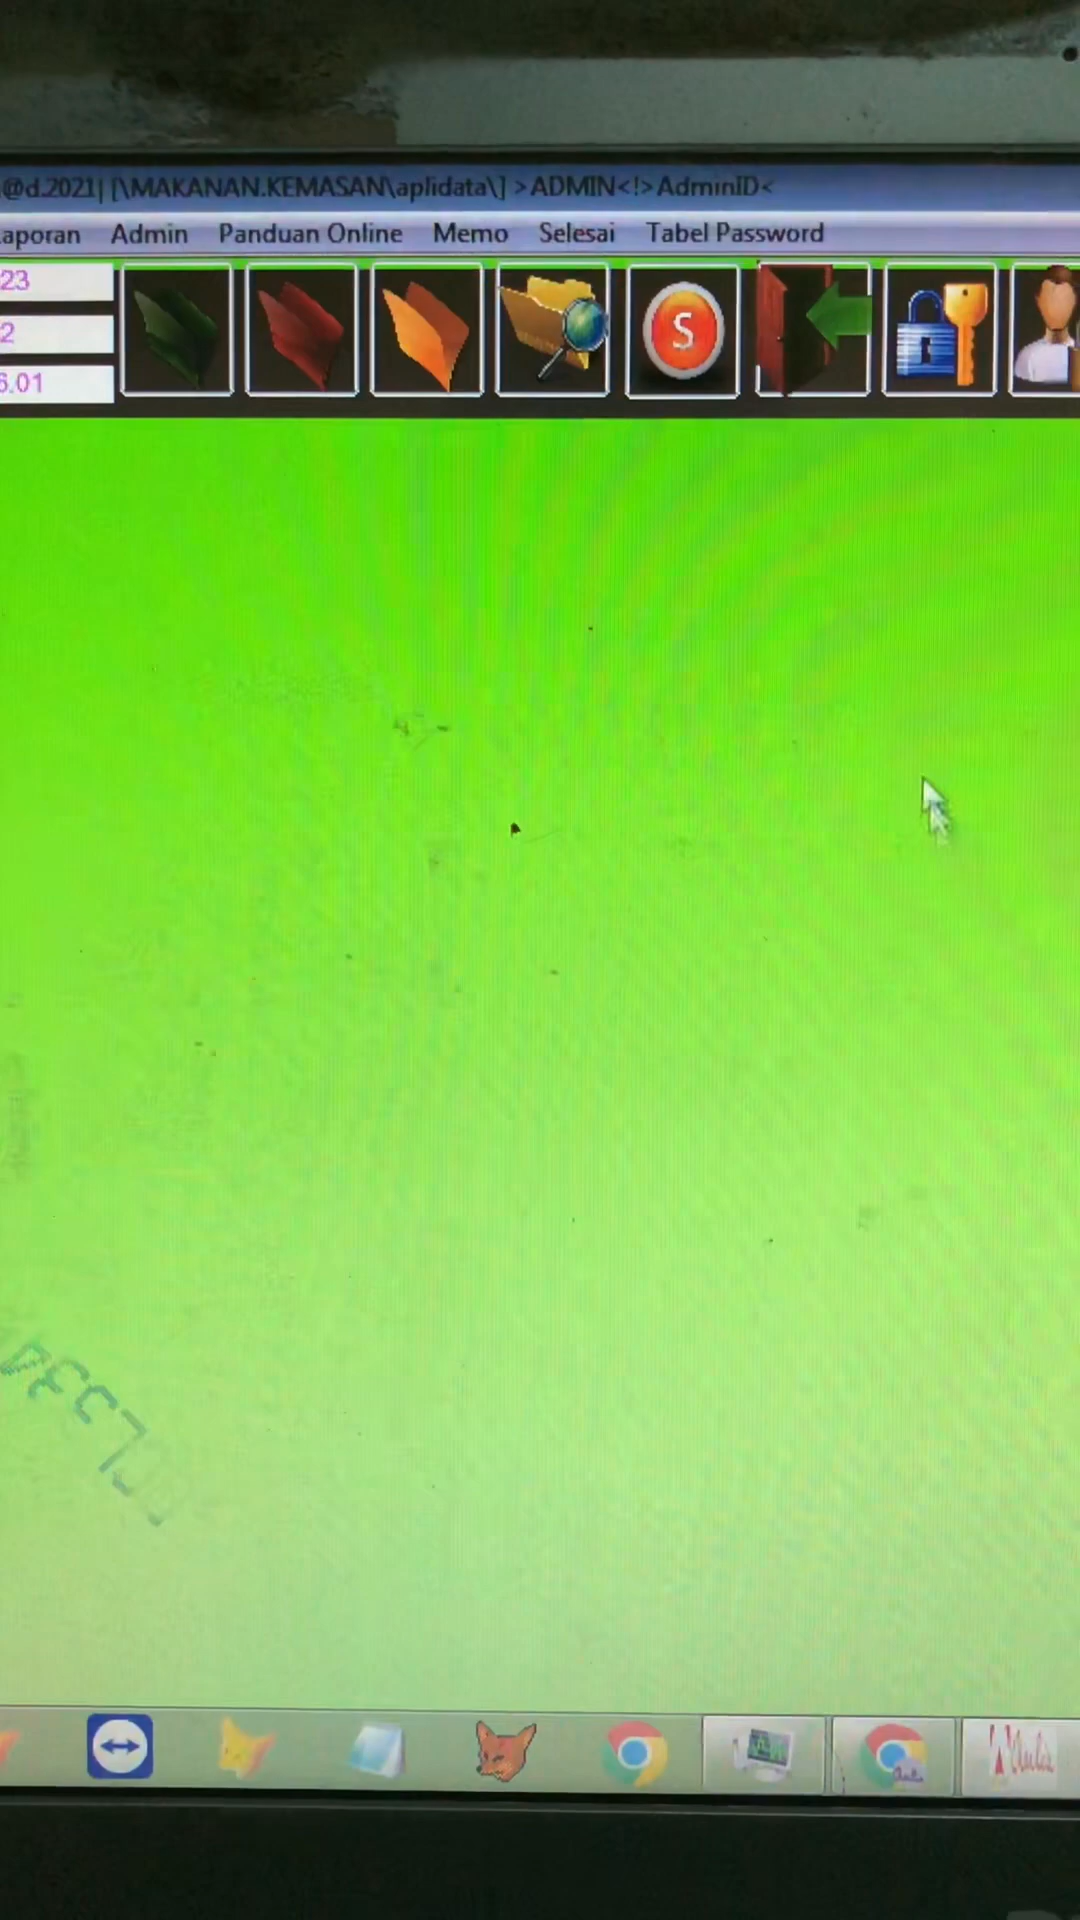 @d.2021| [\MAKANAN.KEMASAN\aplidata\] >ADMIN<!>AdminID<
aporan Admin Panduan Online Memo Selesai Tabel Password
23
2
6.01
S